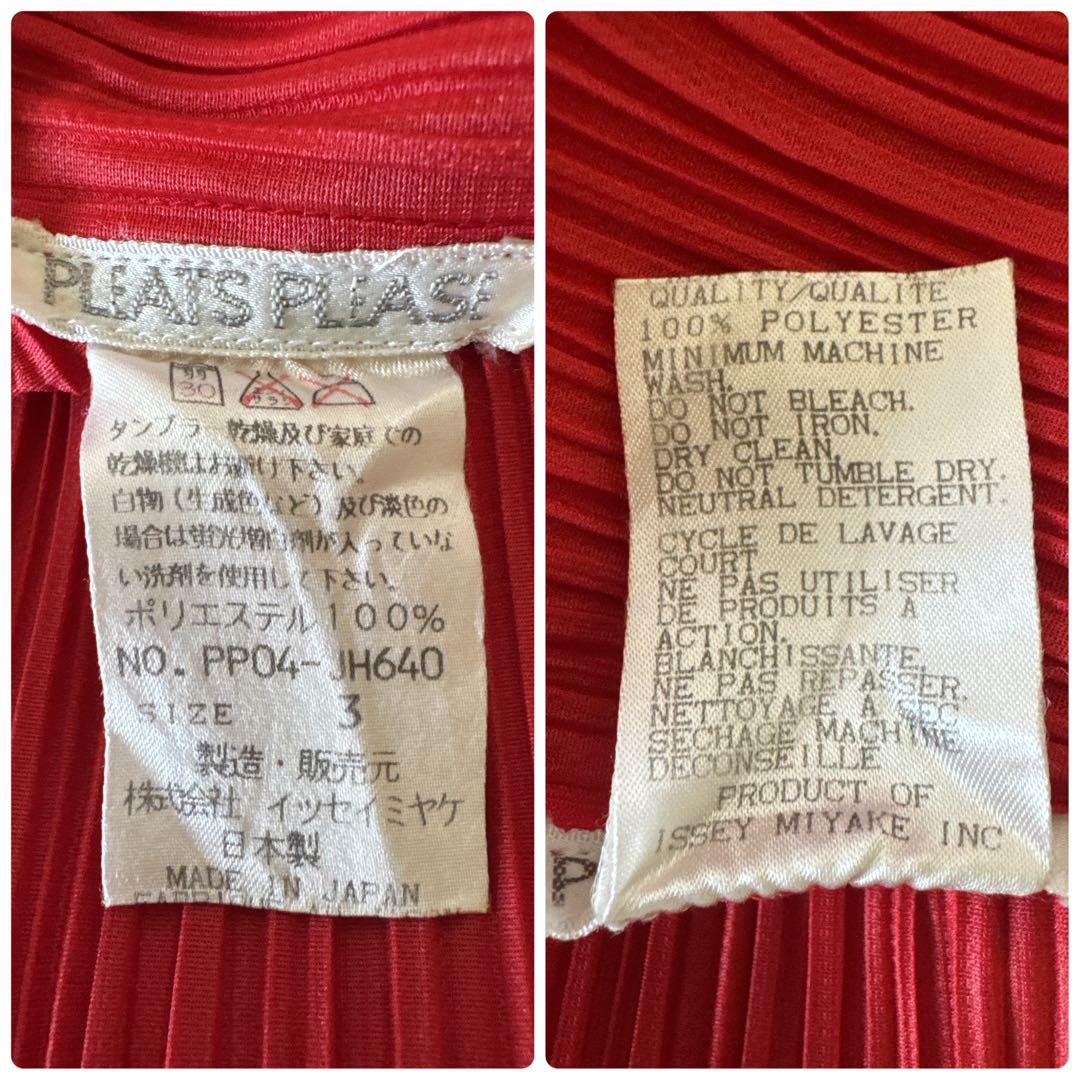 PLEATS PLEASE
30
タンブラー乾燥及び家庭での
乾燥機はお避け下さい。
白物(生成色など)及び淡色の
場合は蛍光増白剤が入っていな
い洗剤を使用して下さい。
ポリエステル100%
NO. PP04-JH640
SIZE 3
製造・販売元
株式会社 イッセイミヤケ
日本製
MADE IN JAPAN
QUALITY/QUALITE
100% POLYESTER
MINIMUM MACHINE
WASH.
DO NOT BLEACH.
DO NOT IRON.
DRY CLEAN.
DO NOT TUMBLE DRY.
NEUTRAL DETERGENT.
CYCLE DE LAVAGE
COURT
NE PAS UTILISER
DE PRODUITS A
ACTION.
BLANCHISSANTE.
NE PAS REPASSER.
NETTOYAGE A SEC
SECHAGE MACHINE
DECONSEILLE
PRODUCT OF
ISSEY MIYAKE INC
P